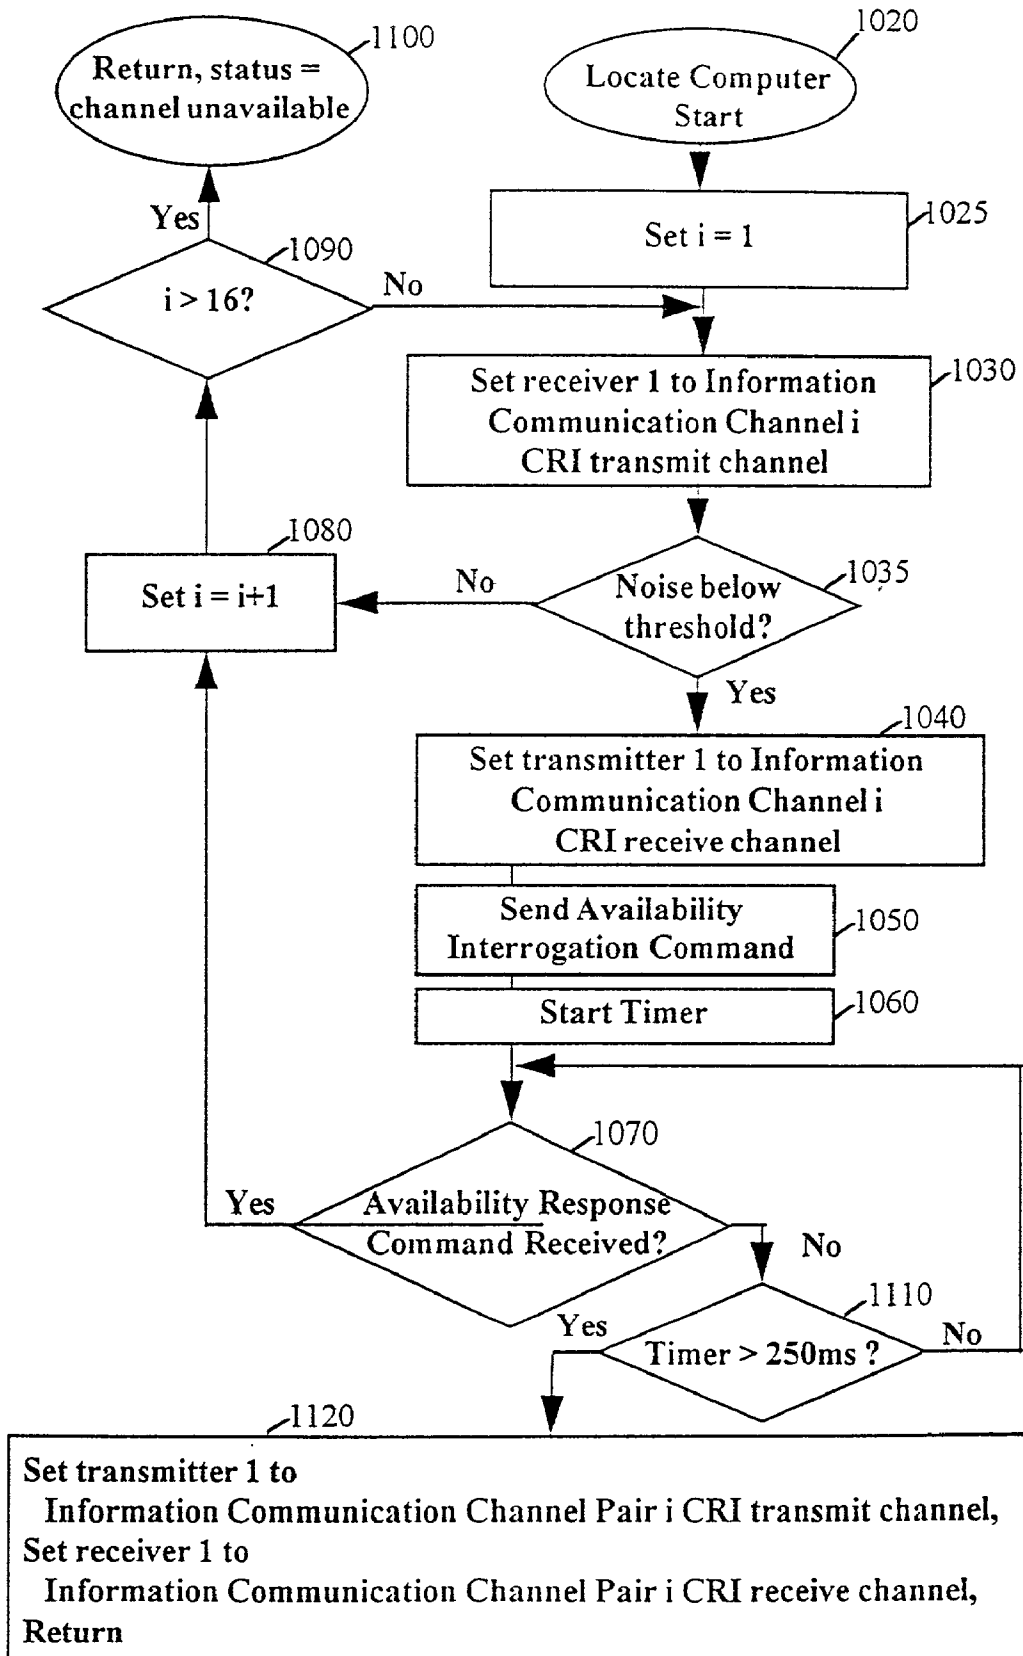 1100
Return, status =
channel unavailable
1020
Locate Computer
Start
Yes
1025
Set i = 1
1090
i > 16?
No
1030
Set receiver 1 to Information
Communication Channel i
CRI transmit channel
1080
Set i = i+1
No
1035
Noise below
threshold?
Yes
1040
Set transmitter 1 to Information
Communication Channel i
CRI receive channel
1050
Send Availability
Interrogation Command
1060
Start Timer
1070
Yes
Availability Response
Command Received?
No
1110
Yes
Timer > 250ms ?
No
1120
Set transmitter 1 to
Information Communication Channel Pair i CRI transmit channel,
Set receiver 1 to
Information Communication Channel Pair i CRI receive channel,
Return